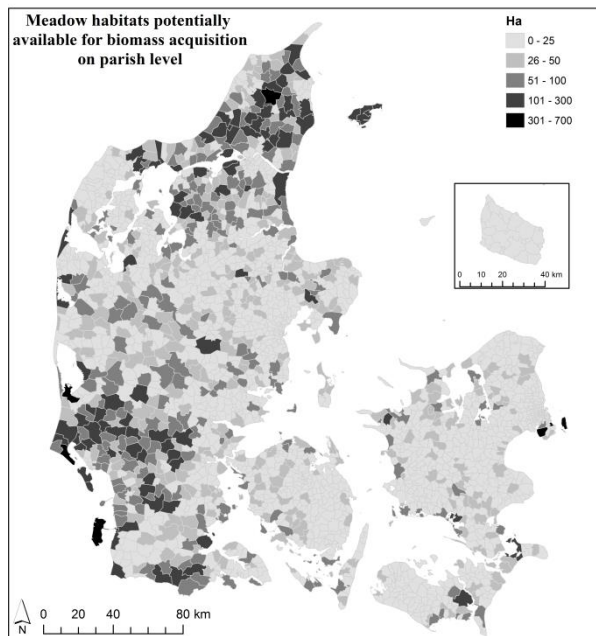 Meadow habitats potentially
available for biomass acquisition
on parish level
Ha
0 - 25
26 - 50
51 - 100
101 - 300
301 - 700
0 10 20 40 km
N
0 20 40 80 km